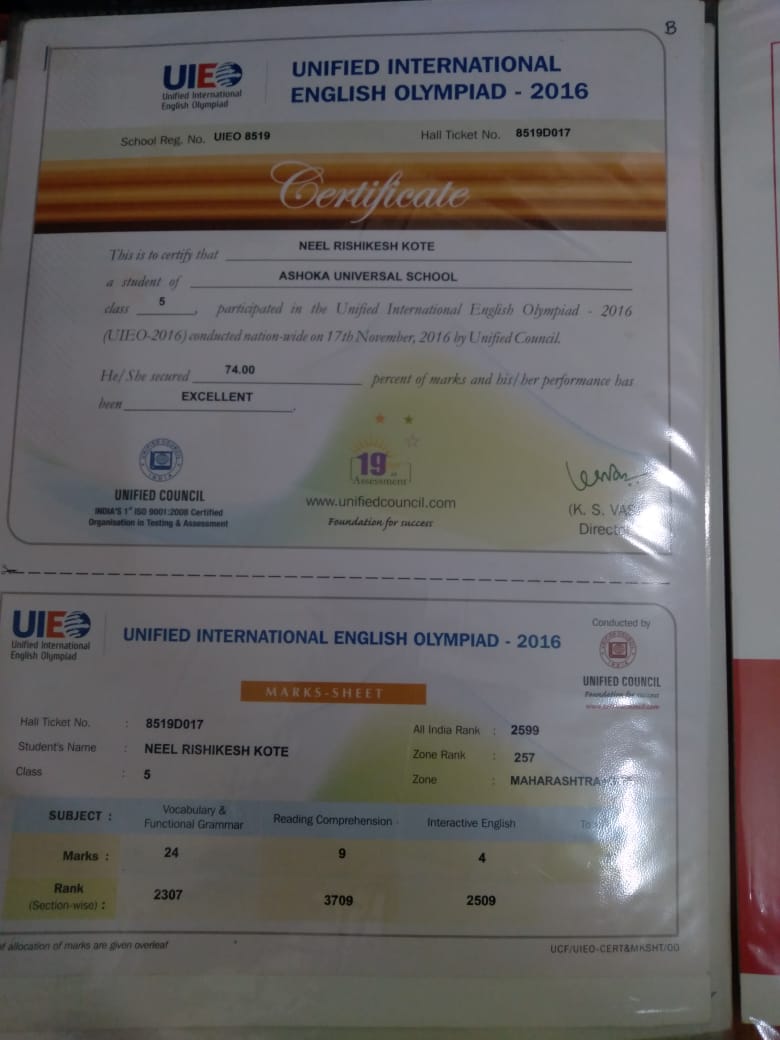 B
UIEO
Unified International
English Olympiad
UNIFIED INTERNATIONAL
ENGLISH OLYMPIAD - 2016
School Reg. No. UIEO 8519
Hall Ticket No. 8519D017
Certificate
This is to certify that NEEL RISHIKESH KOTE
a student of ASHOKA UNIVERSAL SCHOOL
class 5, participated in the Unified International English Olympiad - 2016
(UIEO-2016) conducted nation-wide on 17th November, 2016 by Unified Council.
He/She secured 74.00 percent of marks and his/her performance has
been EXCELLENT.
UNIFIED COUNCIL
INDIA
UNIFIED COUNCIL
INDIA'S 1st ISO 9001:2008 Certified
Organisation in Testing & Assessment
19
Assessment
www.unifiedcouncil.com
Foundation for success
(K. S. VAS
Director
UIEO
Unified International
English Olympiad
UNIFIED INTERNATIONAL ENGLISH OLYMPIAD - 2016
Conducted by
UNIFIED COUNCIL
Foundation for success
MARKS-SHEET
Hall Ticket No. : 8519D017
Student's Name : NEEL RISHIKESH KOTE
Class : 5
All India Rank : 2599
Zone Rank : 257
Zone : MAHARASHTRA
SUBJECT : Vocabulary & Functional Grammar Reading Comprehension Interactive English
Marks : 24 9 4
Rank (Section-wise) : 2307 3709 2509
of allocation of marks are given overleaf
UCF/UIEO-CERT&MKSHT/00